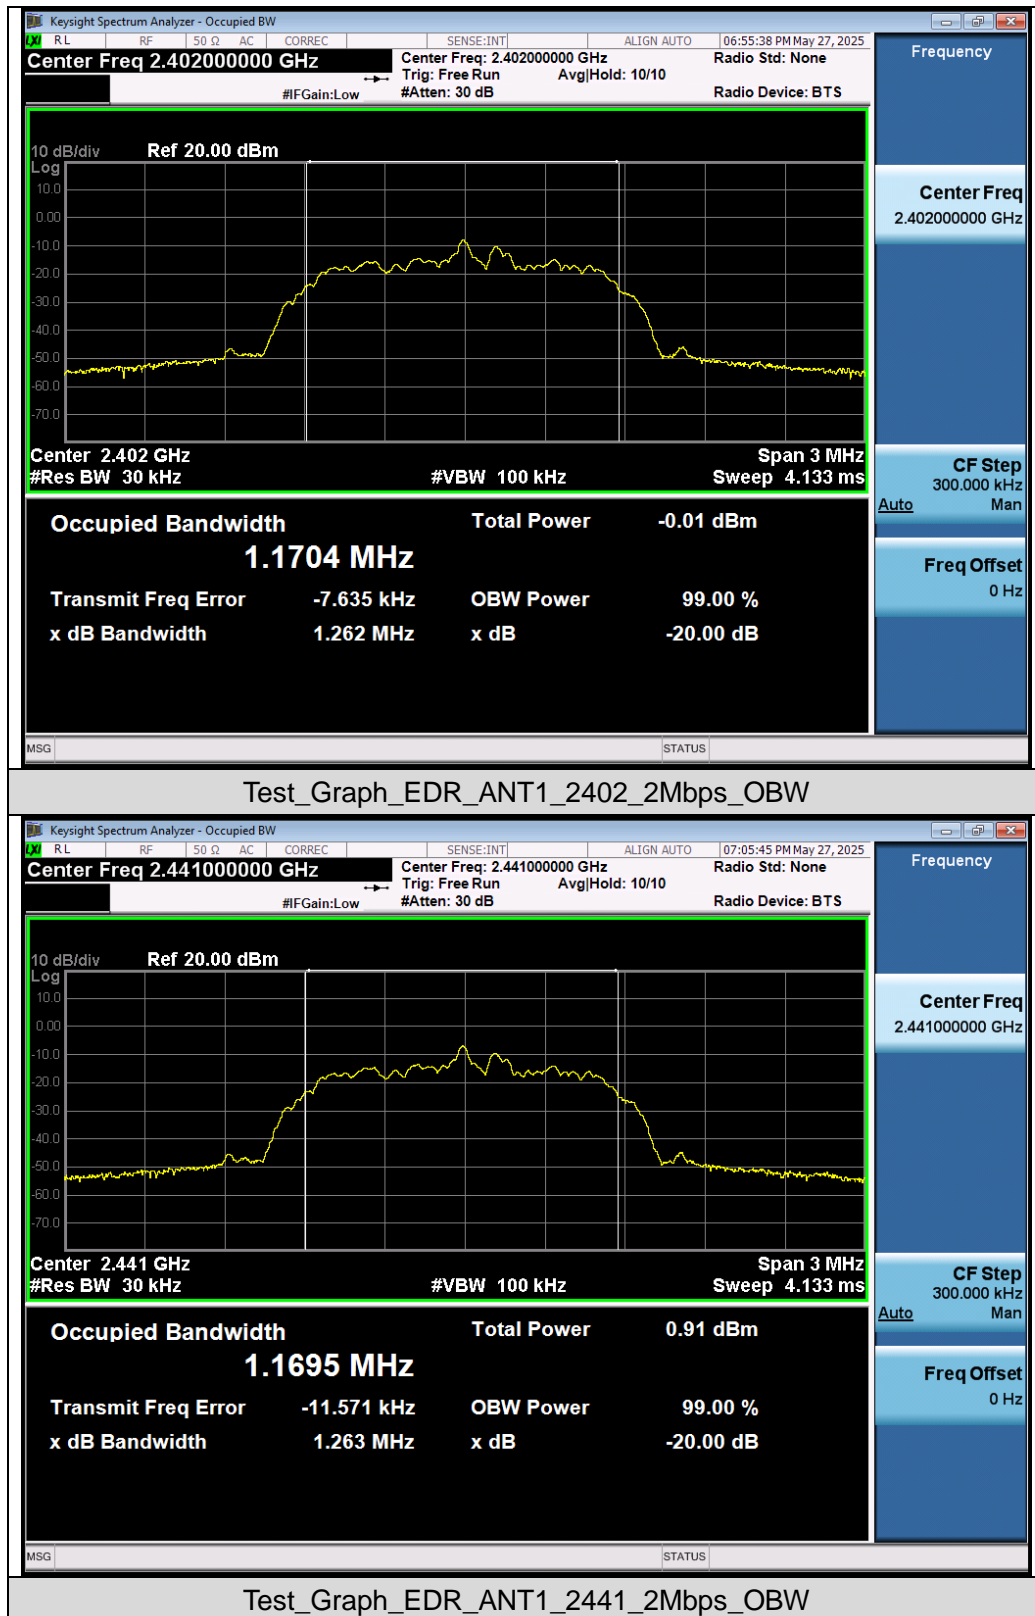 Keysight Spectrum Analyzer - Occupied BW
LXI RL RF 50 Ω AC CORREC SENSE:INT ALIGN AUTO 06:55:38 PM May 27, 2025
Center Freq 2.402000000 GHz Center Freq: 2.402000000 GHz Radio Std: None
Trig: Free Run Avg|Hold: 10/10
#IFGain:Low #Atten: 30 dB Radio Device: BTS
10 dB/div Ref 20.00 dBm
Log
10.0
0.00
-10.0
-20.0
-30.0
-40.0
-50.0
-60.0
-70.0
Center 2.402 GHz Span 3 MHz
#Res BW 30 kHz #VBW 100 kHz Sweep 4.133 ms
Occupied Bandwidth Total Power -0.01 dBm
1.1704 MHz
Transmit Freq Error -7.635 kHz OBW Power 99.00 %
x dB Bandwidth 1.262 MHz x dB -20.00 dB
MSG STATUS
Frequency
Center Freq
2.402000000 GHz
CF Step
300.000 kHz
Auto Man
Freq Offset
0 Hz
Test_Graph_EDR_ANT1_2402_2Mbps_OBW
Keysight Spectrum Analyzer - Occupied BW
LXI RL RF 50 Ω AC CORREC SENSE:INT ALIGN AUTO 07:05:45 PM May 27, 2025
Center Freq 2.441000000 GHz Center Freq: 2.441000000 GHz Radio Std: None
Trig: Free Run Avg|Hold: 10/10
#IFGain:Low #Atten: 30 dB Radio Device: BTS
10 dB/div Ref 20.00 dBm
Log
10.0
0.00
-10.0
-20.0
-30.0
-40.0
-50.0
-60.0
-70.0
Center 2.441 GHz Span 3 MHz
#Res BW 30 kHz #VBW 100 kHz Sweep 4.133 ms
Occupied Bandwidth Total Power 0.91 dBm
1.1695 MHz
Transmit Freq Error -11.571 kHz OBW Power 99.00 %
x dB Bandwidth 1.263 MHz x dB -20.00 dB
MSG STATUS
Frequency
Center Freq
2.441000000 GHz
CF Step
300.000 kHz
Auto Man
Freq Offset
0 Hz
Test_Graph_EDR_ANT1_2441_2Mbps_OBW